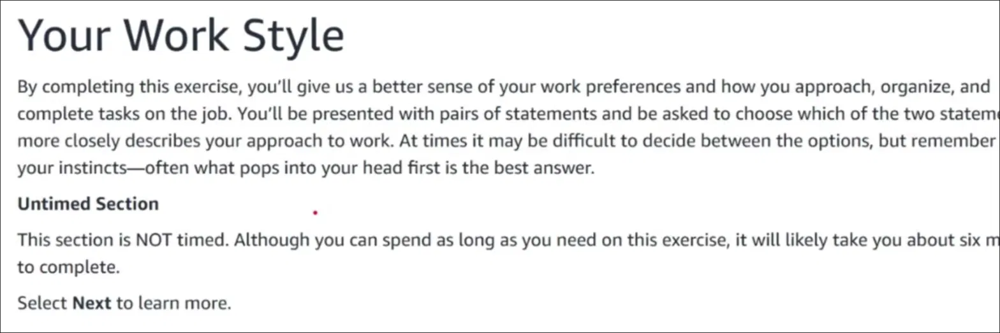 Your Work Style
By completing this exercise, you'll give us a better sense of your work preferences and how you approach, organize, and
complete tasks on the job. You'll be presented with pairs of statements and be asked to choose which of the two
more closely describes your approach to work. At times it may be difficult to decide between the options, but remember
your instincts—often what pops into your head first is the best answer.
Untimed Section
This section is NOT timed. Although you can spend as long as you need on this exercise, it will likely take you about six
to complete.
Select Next to learn more.